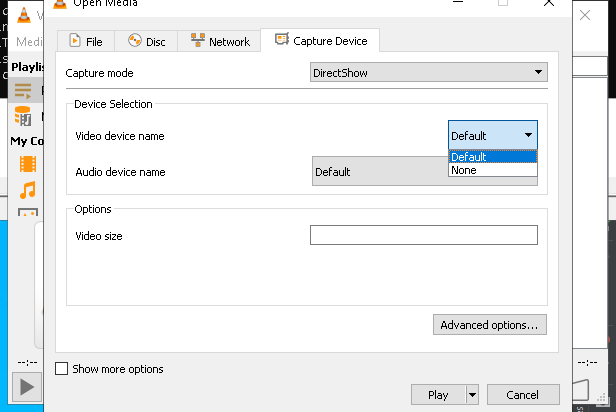 Open Media
Medi
File
Disc
Network
Capture Device
Playlis
Capture mode
DirectShow
Device Selection
My Co
Video device name
Default
Default
None
Audio device name
Default
Options
Video size
Advanced options...
--:--
--:--
Show more options
Play
Cancel